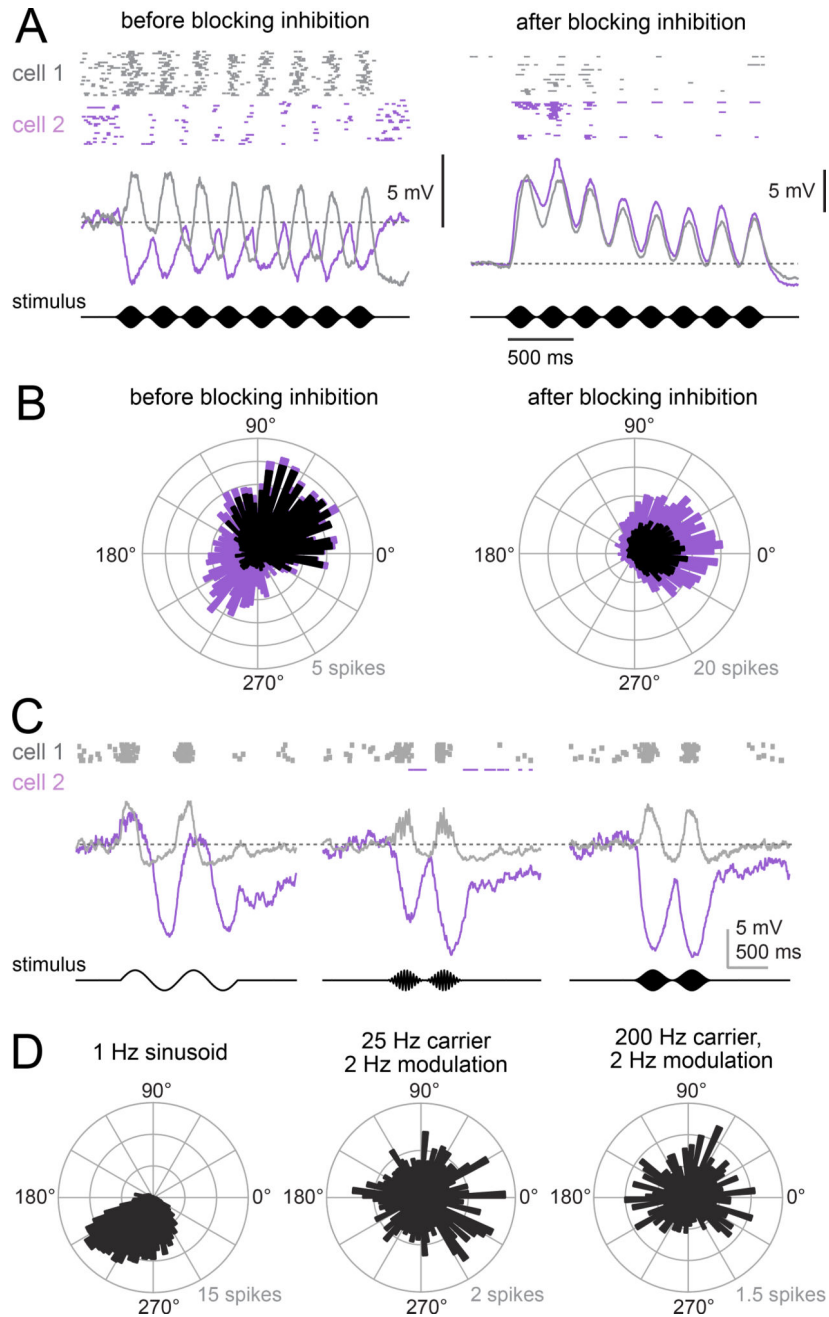 A
before blocking inhibition
after blocking inhibition
cell 1
cell 2
5 mV
5 mV
stimulus
500 ms
B
before blocking inhibition
after blocking inhibition
90°
90°
180°
0°
180°
0°
5 spikes
20 spikes
270°
270°
C
cell 1
cell 2
5 mV
500 ms
stimulus
D
1 Hz sinusoid
25 Hz carrier
2 Hz modulation
200 Hz carrier,
2 Hz modulation
90°
90°
90°
180°
0°
180°
0°
180°
0°
15 spikes
2 spikes
1.5 spikes
270°
270°
270°